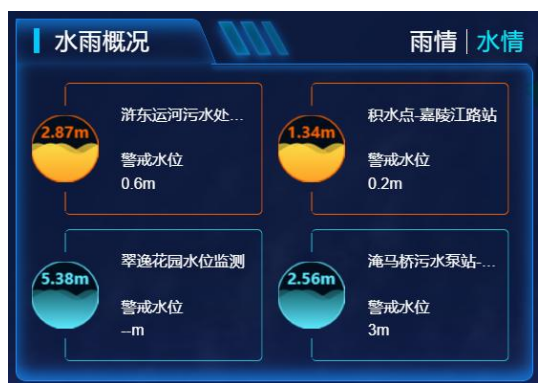 水雨概况
雨情 | 水情
2.87m
浒东运河污水处...
警戒水位
0.6m
1.34m
积水点-嘉陵江路站
警戒水位
0.2m
5.38m
翠逸花园水位监测
警戒水位
--m
2.56m
淹马桥污水泵站-...
警戒水位
3m